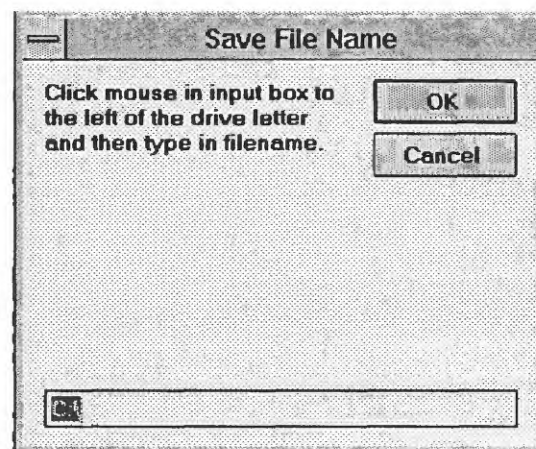 Save File Name
Click mouse in input box to
the left of the drive letter
and then type in filename.
OK
Cancel